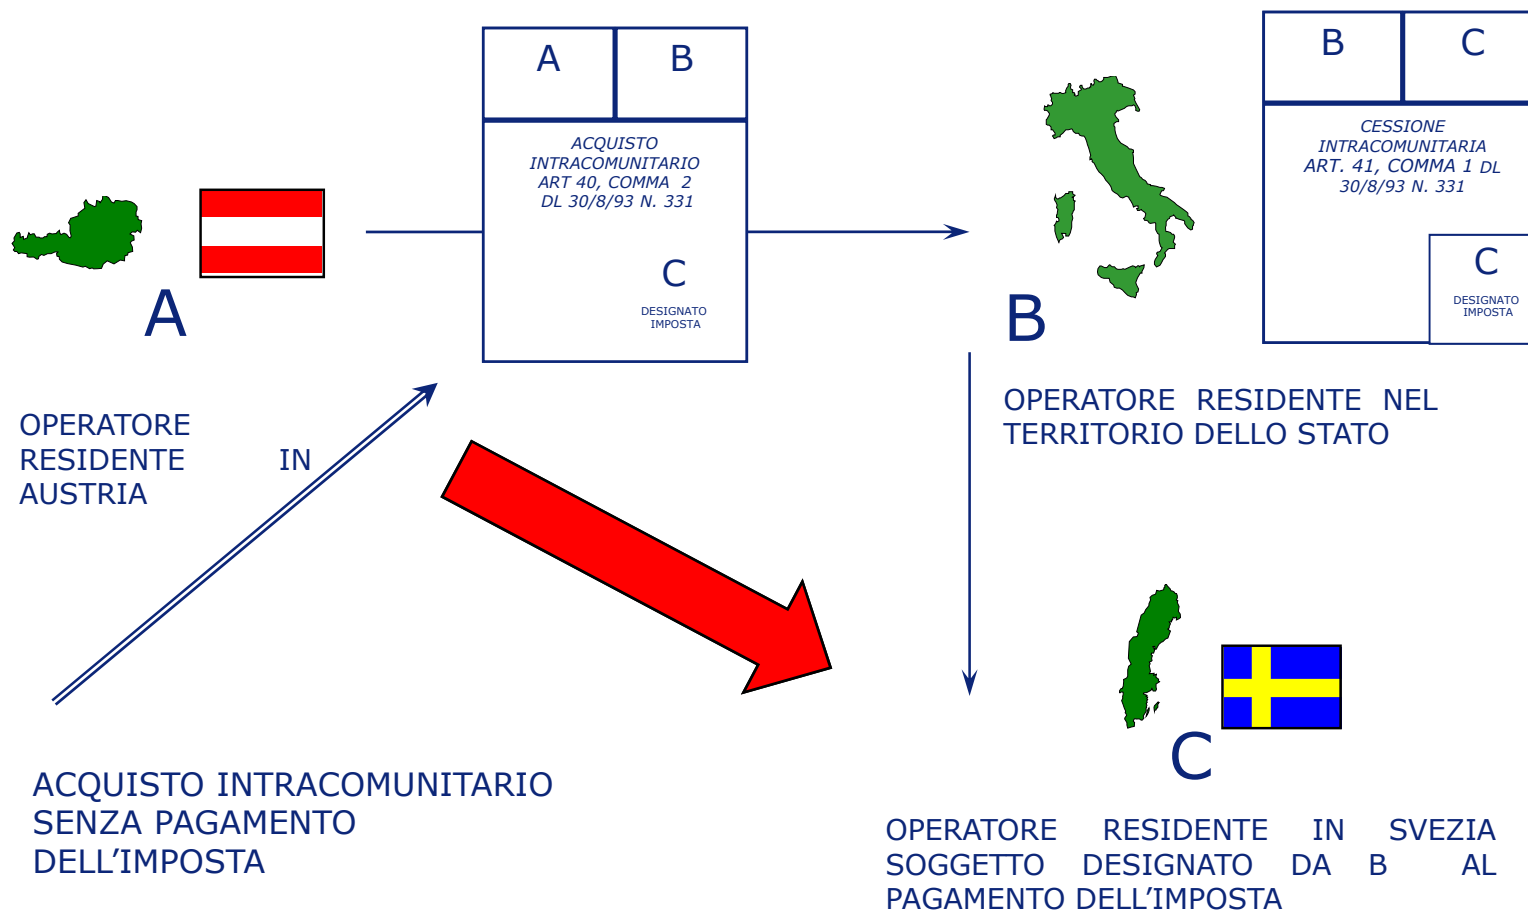 A
B
ACQUISTO
INTRACOMUNITARIO
ART 40, COMMA 2
DL 30/8/93 N. 331
C
DESIGNATO
IMPOSTA
B
C
CESSIONE
INTRACOMUNITARIA
ART. 41, COMMA 1 DL
30/8/93 N. 331
C
DESIGNATO
IMPOSTA
A
OPERATORE
RESIDENTE IN
AUSTRIA
B
OPERATORE RESIDENTE NEL
TERRITORIO DELLO STATO
ACQUISTO INTRACOMUNITARIO
SENZA PAGAMENTO
DELL'IMPOSTA
C
OPERATORE RESIDENTE IN SVEZIA
SOGGETTO DESIGNATO DA B AL
PAGAMENTO DELL'IMPOSTA